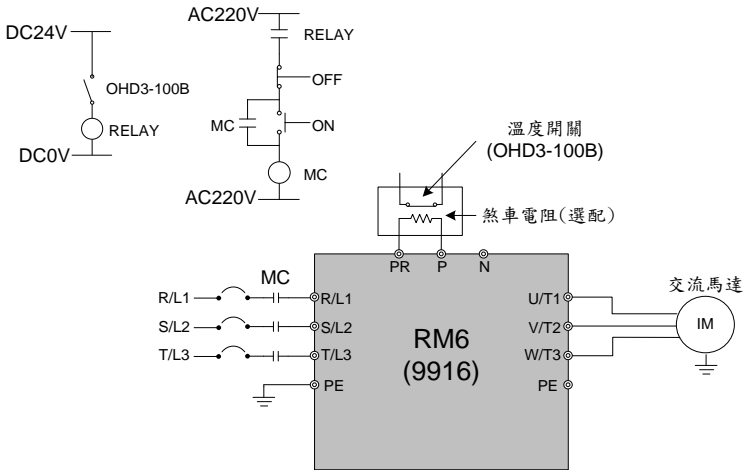 DC24V
OHD3-100B
RELAY
DC0V
AC220V
RELAY
OFF
MC
ON
MC
AC220V
溫度開關
(OHD3-100B)
煞車電阻(選配)
PR
P
N
MC
R/L1
R/L1
S/L2
S/L2
T/L3
T/L3
PE
RM6
(9916)
U/T1
V/T2
W/T3
PE
交流馬達
IM